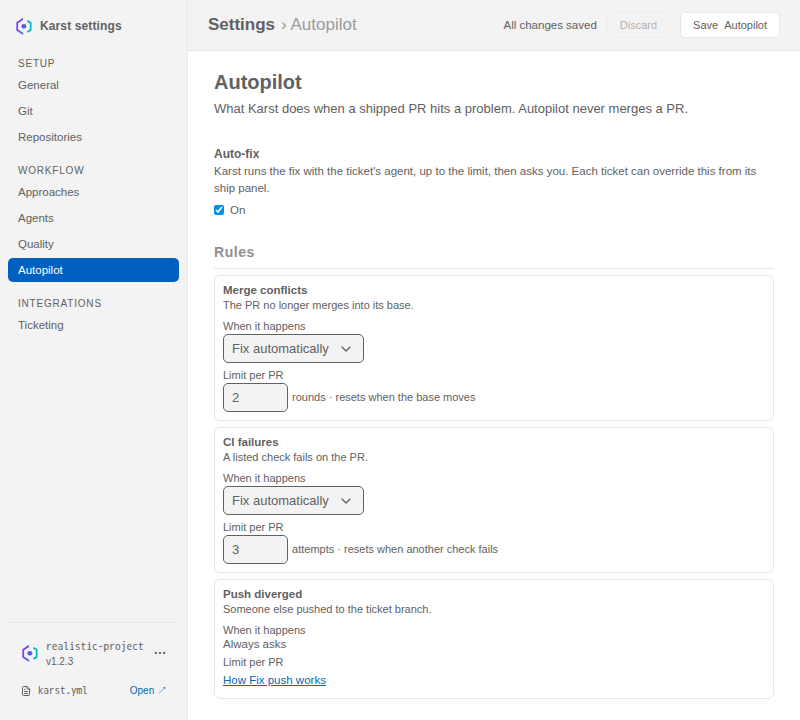 Karst settings
SETUP
General
Git
Repositories
WORKFLOW
Approaches
Agents
Quality
Autopilot
INTEGRATIONS
Ticketing
realistic-project
v1.2.3
karst.yml
Open ↗
Settings › Autopilot
All changes saved
Discard
Save Autopilot
Autopilot
What Karst does when a shipped PR hits a problem. Autopilot never merges a PR.
Auto-fix
Karst runs the fix with the ticket's agent, up to the limit, then asks you. Each ticket can override this from its
ship panel.
On
Rules
Merge conflicts
The PR no longer merges into its base.
When it happens
Fix automatically
Limit per PR
2 rounds · resets when the base moves
CI failures
A listed check fails on the PR.
When it happens
Fix automatically
Limit per PR
3 attempts · resets when another check fails
Push diverged
Someone else pushed to the ticket branch.
When it happens
Always asks
Limit per PR
How Fix push works